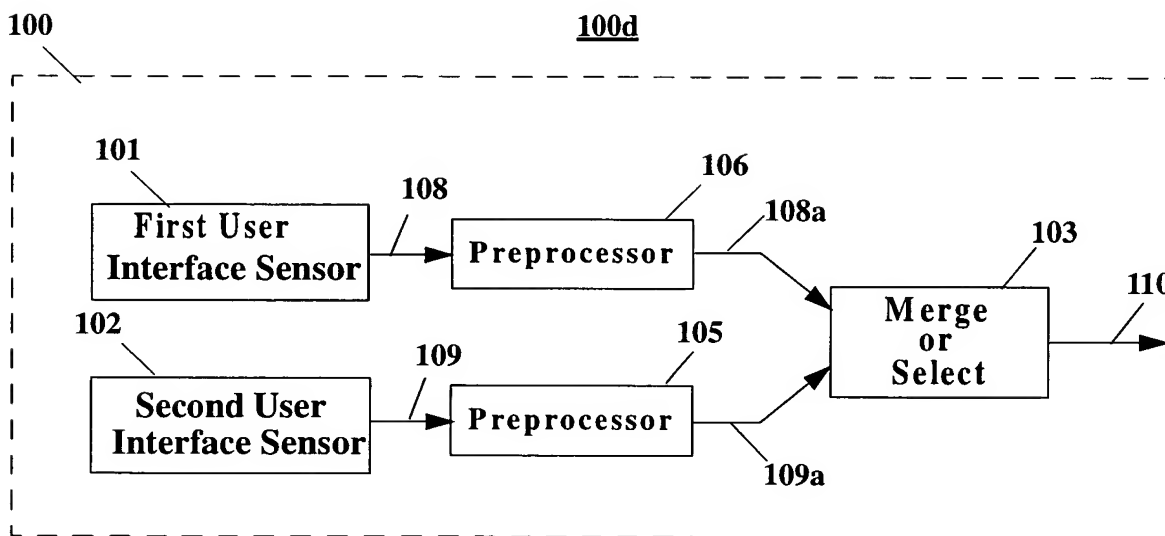 100
100d
101
108
106
108a
103
110
First User
Interface Sensor
Preprocessor
Merge
or
Select
102
109
105
Second User
Interface Sensor
Preprocessor
109a